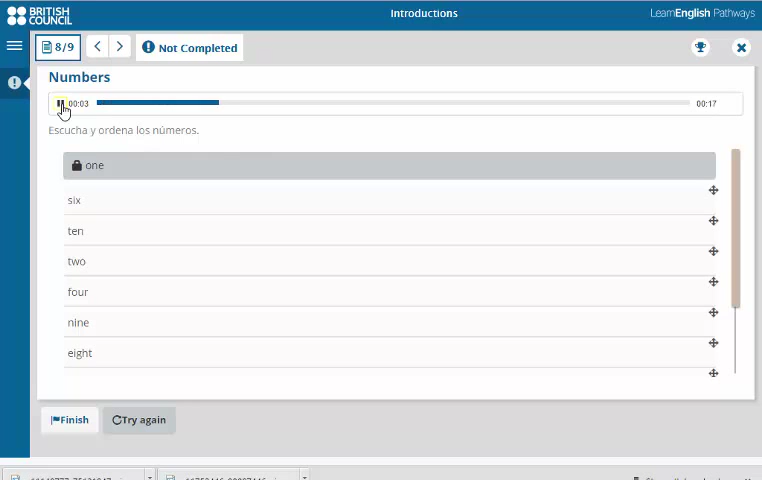 BRITISH
COUNCIL
Introductions
LearnEnglish Pathways
8/9
Not Completed
Numbers
00:03
00:17
Escucha y ordena los números.
one
six
ten
two
four
nine
eight
Finish
Try again